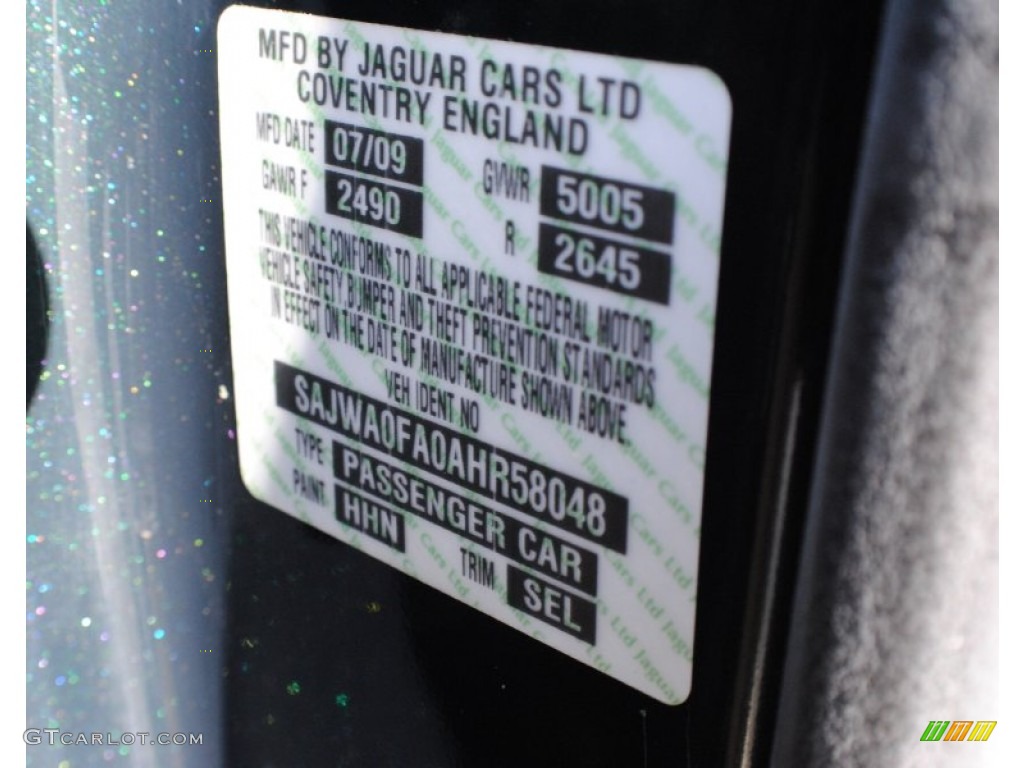 MFD BY JAGUAR CARS LTD
COVENTRY ENGLAND
MFD DATE 07/09 GVWR 5005
GAWR F 2490 R 2645
THIS VEHICLE CONFORMS TO ALL APPLICABLE FEDERAL MOTOR
VEHICLE SAFETY, BUMPER AND THEFT PREVENTION STANDARDS
IN EFFECT ON THE DATE OF MANUFACTURE SHOWN ABOVE.
VEH IDENT NO
SAJWA0FA0AHR58048
TYPE PASSENGER CAR
PAINT HHN TRIM SEL
GTCARLOT.COM